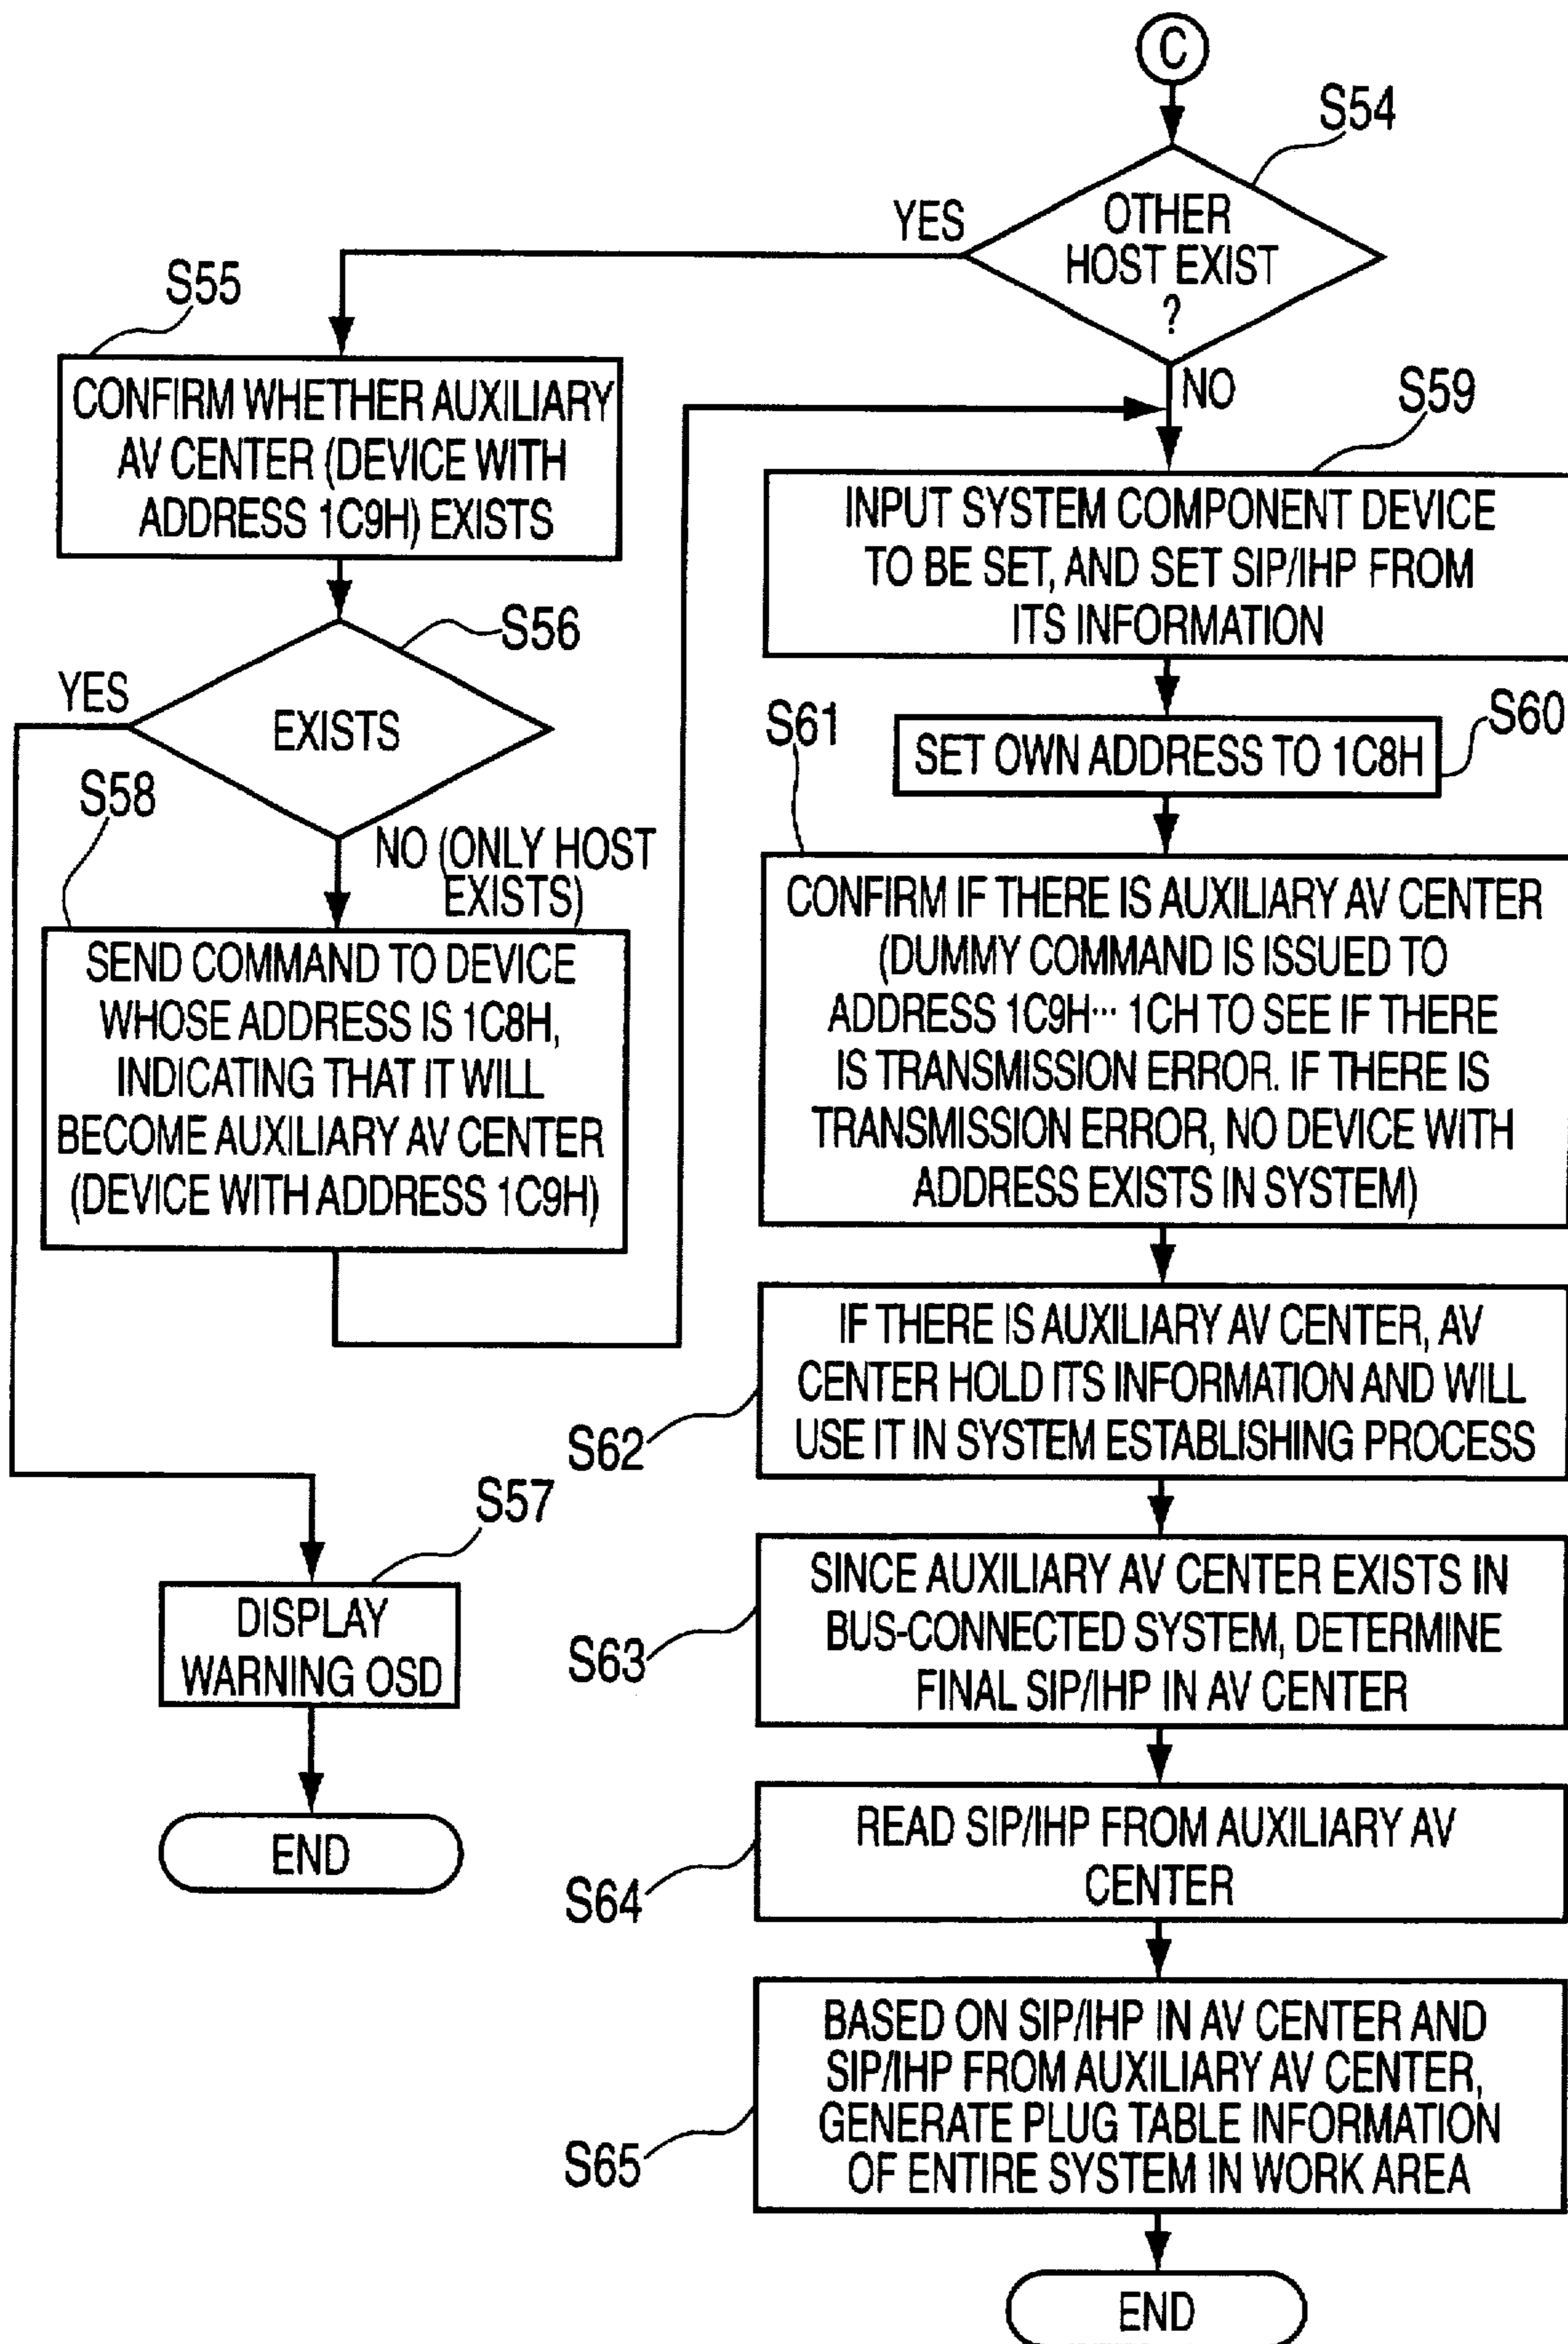 C
S54
OTHER
HOST EXIST
?
YES
NO
S55
CONFIRM WHETHER AUXILIARY
AV CENTER (DEVICE WITH
ADDRESS 1C9H) EXISTS
S56
EXISTS
YES
NO (ONLY HOST
EXISTS)
S58
SEND COMMAND TO DEVICE
WHOSE ADDRESS IS 1C8H,
INDICATING THAT IT WILL
BECOME AUXILIARY AV CENTER
(DEVICE WITH ADDRESS 1C9H)
S57
DISPLAY
WARNING OSD
END
S59
INPUT SYSTEM COMPONENT DEVICE
TO BE SET, AND SET SIP/IHP FROM
ITS INFORMATION
S60
SET OWN ADDRESS TO 1C8H
S61
CONFIRM IF THERE IS AUXILIARY AV CENTER
(DUMMY COMMAND IS ISSUED TO
ADDRESS 1C9H··· 1CH TO SEE IF THERE
IS TRANSMISSION ERROR. IF THERE IS
TRANSMISSION ERROR, NO DEVICE WITH
ADDRESS EXISTS IN SYSTEM)
S62
IF THERE IS AUXILIARY AV CENTER, AV
CENTER HOLD ITS INFORMATION AND WILL
USE IT IN SYSTEM ESTABLISHING PROCESS
S63
SINCE AUXILIARY AV CENTER EXISTS IN
BUS-CONNECTED SYSTEM, DETERMINE
FINAL SIP/IHP IN AV CENTER
S64
READ SIP/IHP FROM AUXILIARY AV
CENTER
S65
BASED ON SIP/IHP IN AV CENTER AND
SIP/IHP FROM AUXILIARY AV CENTER,
GENERATE PLUG TABLE INFORMATION
OF ENTIRE SYSTEM IN WORK AREA
END